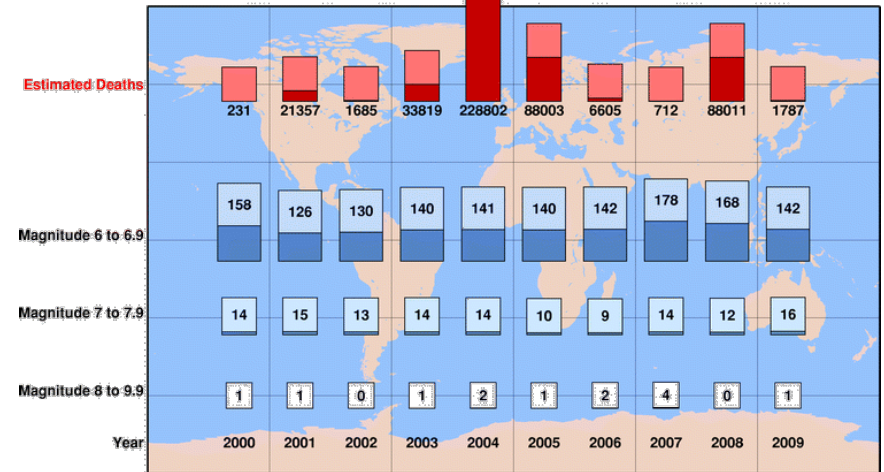 Estimated Deaths
231 21357 1685 33819 228802 88003 6605 712 88011 1787
Magnitude 6 to 6.9 158 126 130 140 141 140 142 178 168 142
Magnitude 7 to 7.9 14 15 13 14 14 10 9 14 12 16
Magnitude 8 to 9.9 1 1 0 1 2 1 2 4 0 1
Year 2000 2001 2002 2003 2004 2005 2006 2007 2008 2009